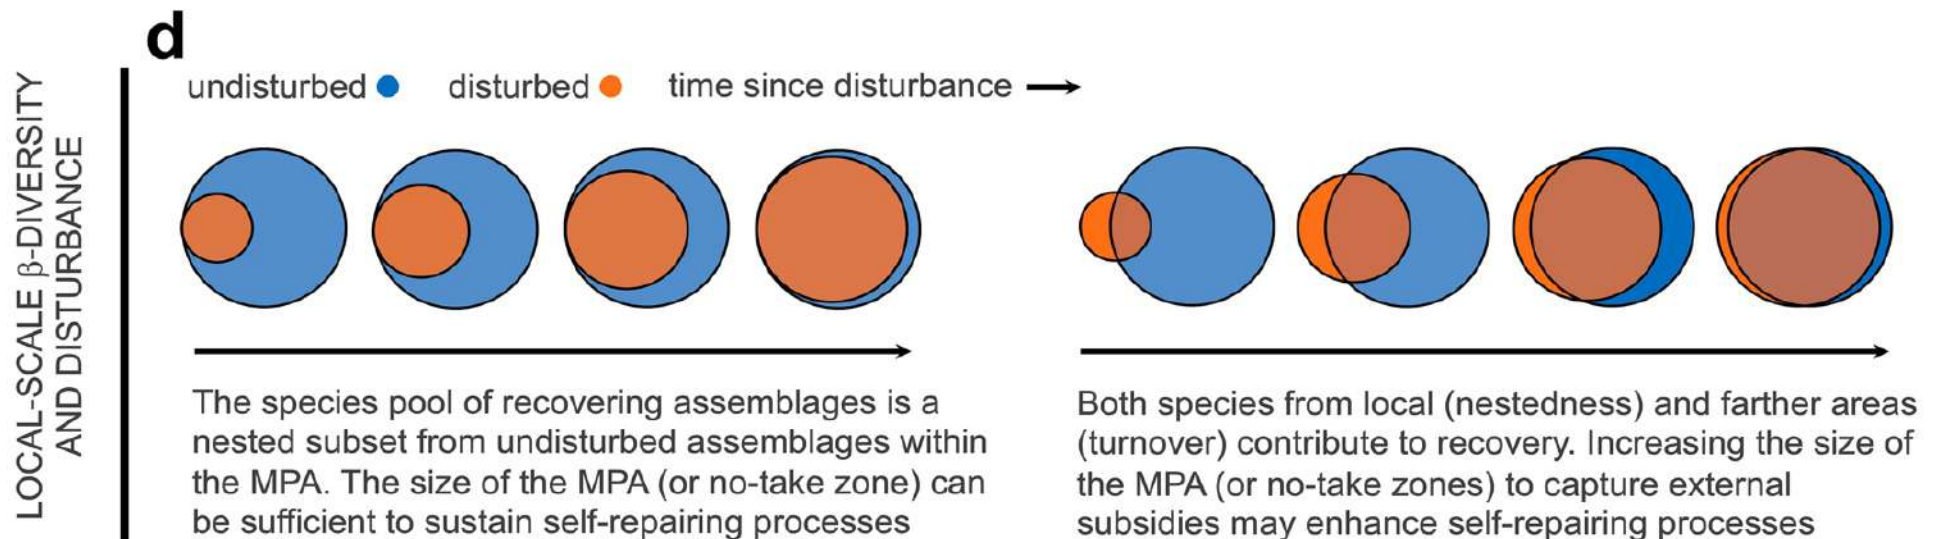 d
LOCAL-SCALE β-DIVERSITY
AND DISTURBANCE
undisturbed disturbed time since disturbance
The species pool of recovering assemblages is a
nested subset from undisturbed assemblages within
the MPA. The size of the MPA (or no-take zone) can
be sufficient to sustain self-repairing processes
Both species from local (nestedness) and farther areas
(turnover) contribute to recovery. Increasing the size of
the MPA (or no-take zones) to capture external
subsidies may enhance self-repairing processes